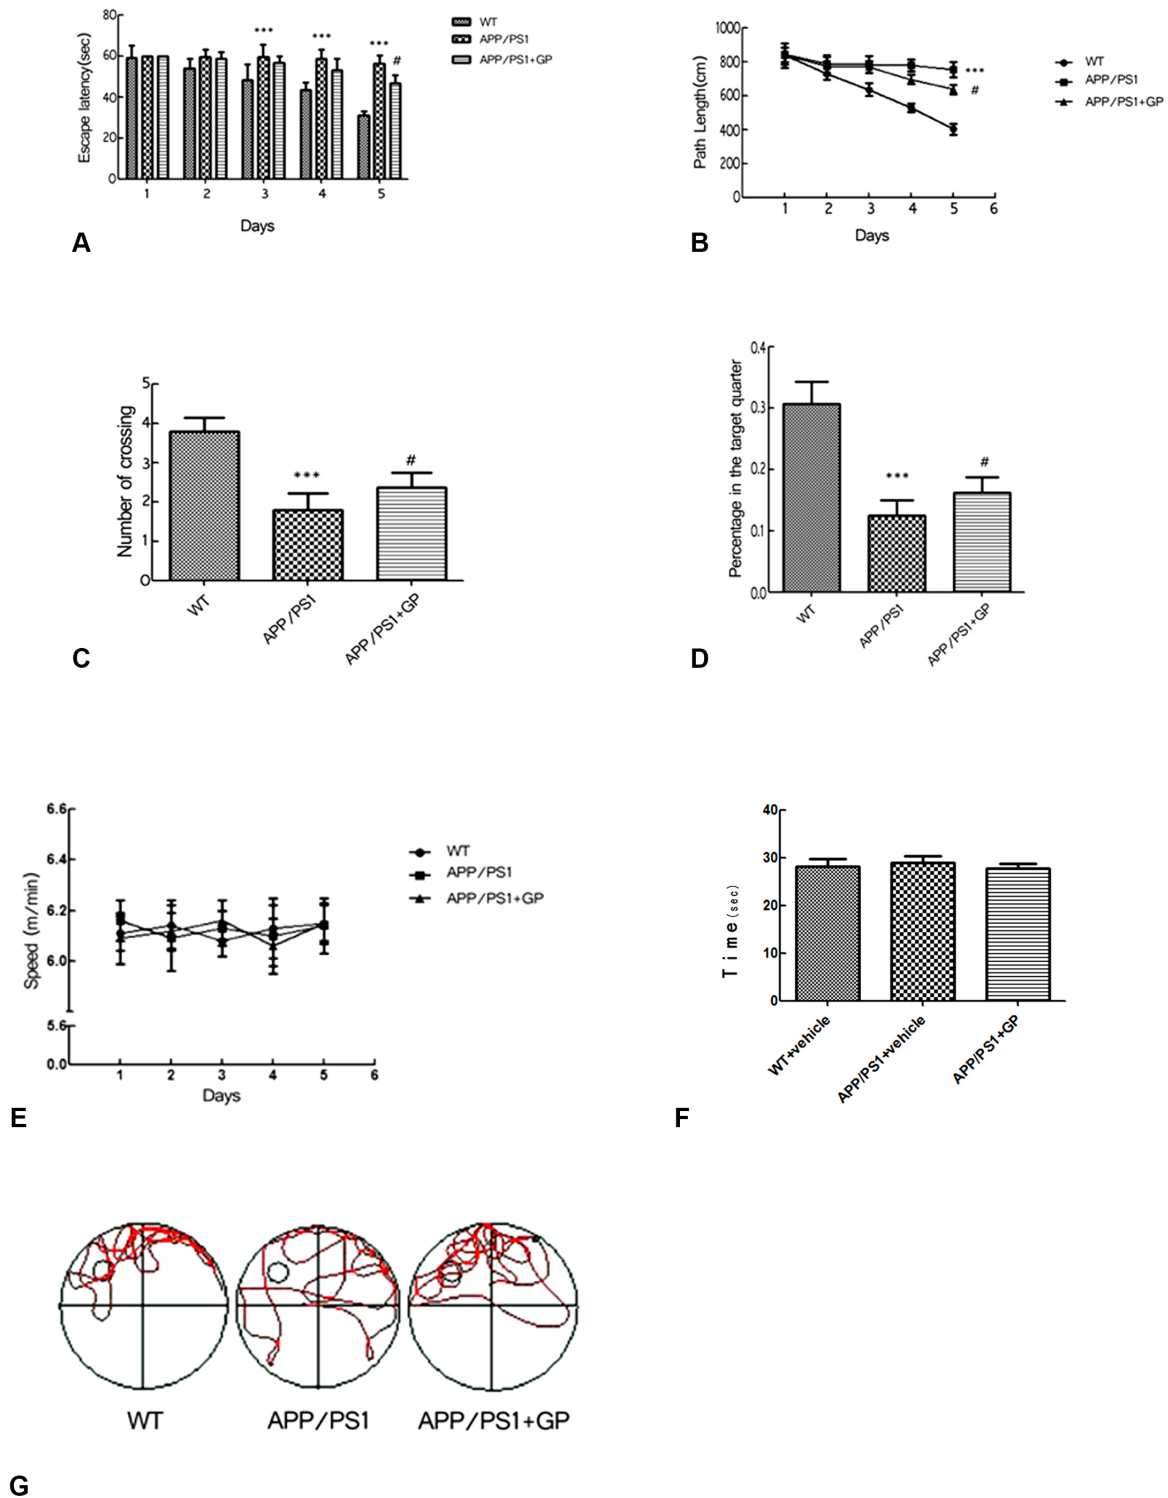 80
60
40
20
0
Escape latency(sec)
***
***
***
#
1 2 3 4 5
Days
WT
APP/PS1
APP/PS1+GP
A
1000
800
600
400
200
0
Path Length(cm)
***
#
1 2 3 4 5 6
Days
WT
APP/PS1
APP/PS1+GP
B
5
4
3
2
1
0
Number of crossing
***
#
WT
APP/PS1
APP/PS1+GP
C
0.4
0.3
0.2
0.1
0.0
Percentage in the target quarter
***
#
WT
APP/PS1
APP/PS1+GP
D
6.6
6.4
6.2
6.0
5.6
0.0
Speed (m/min)
1 2 3 4 5 6
Days
WT
APP/PS1
APP/PS1+GP
E
40
30
20
10
0
Time(sec)
WT+vehicle
APP/PS1+vehicle
APP/PS1+GP
F
WT APP/PS1 APP/PS1+GP
G